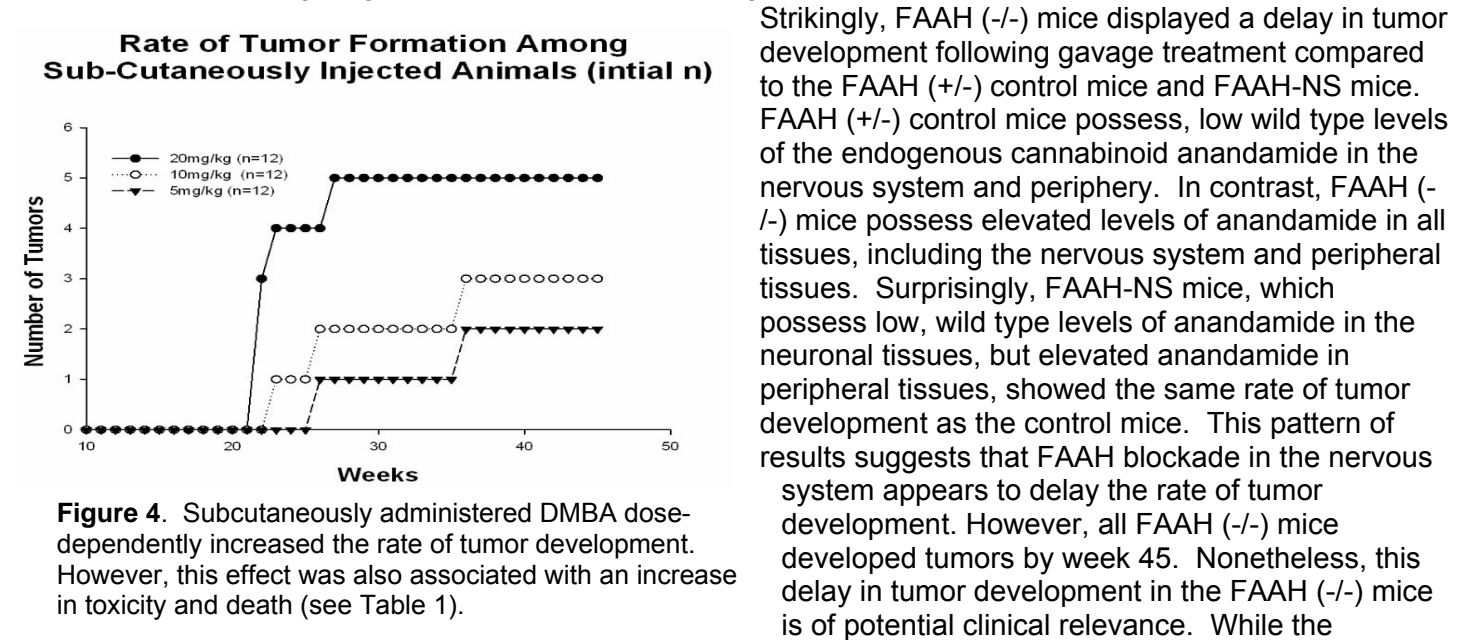 Rate of Tumor Formation Among
Sub-Cutaneously Injected Animals (intial n)
6
5
4
3
2
1
0
Number of Tumors
20mg/kg (n=12)
10mg/kg (n=12)
5mg/kg (n=12)
10
20
30
40
50
Weeks
Figure 4. Subcutaneously administered DMBA dose-
dependently increased the rate of tumor development.
However, this effect was also associated with an increase
in toxicity and death (see Table 1).
Strikingly, FAAH (-/-) mice displayed a delay in tumor
development following gavage treatment compared
to the FAAH (+/-) control mice and FAAH-NS mice.
FAAH (+/-) control mice possess, low wild type levels
of the endogenous cannabinoid anandamide in the
nervous system and periphery. In contrast, FAAH (-
/-) mice possess elevated levels of anandamide in all
tissues, including the nervous system and peripheral
tissues. Surprisingly, FAAH-NS mice, which
possess low, wild type levels of anandamide in the
neuronal tissues, but elevated anandamide in
peripheral tissues, showed the same rate of tumor
development as the control mice. This pattern of
results suggests that FAAH blockade in the nervous
system appears to delay the rate of tumor
development. However, all FAAH (-/-) mice
developed tumors by week 45. Nonetheless, this
delay in tumor development in the FAAH (-/-) mice
is of potential clinical relevance. While the